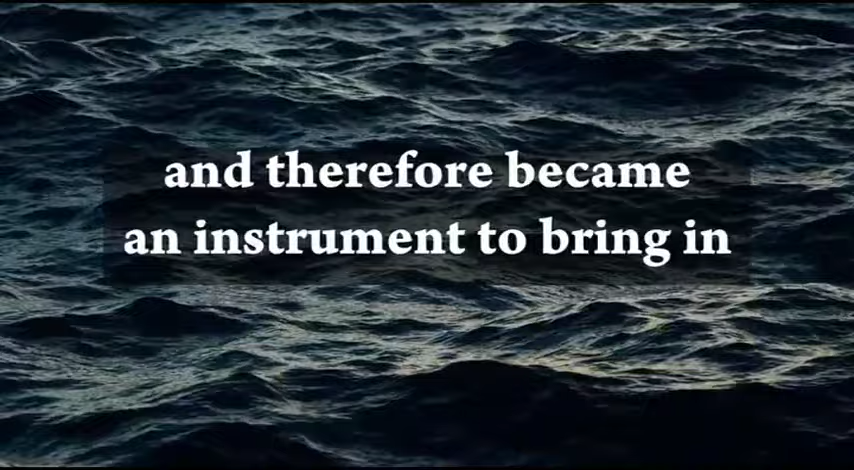 and therefore became
an instrument to bring in